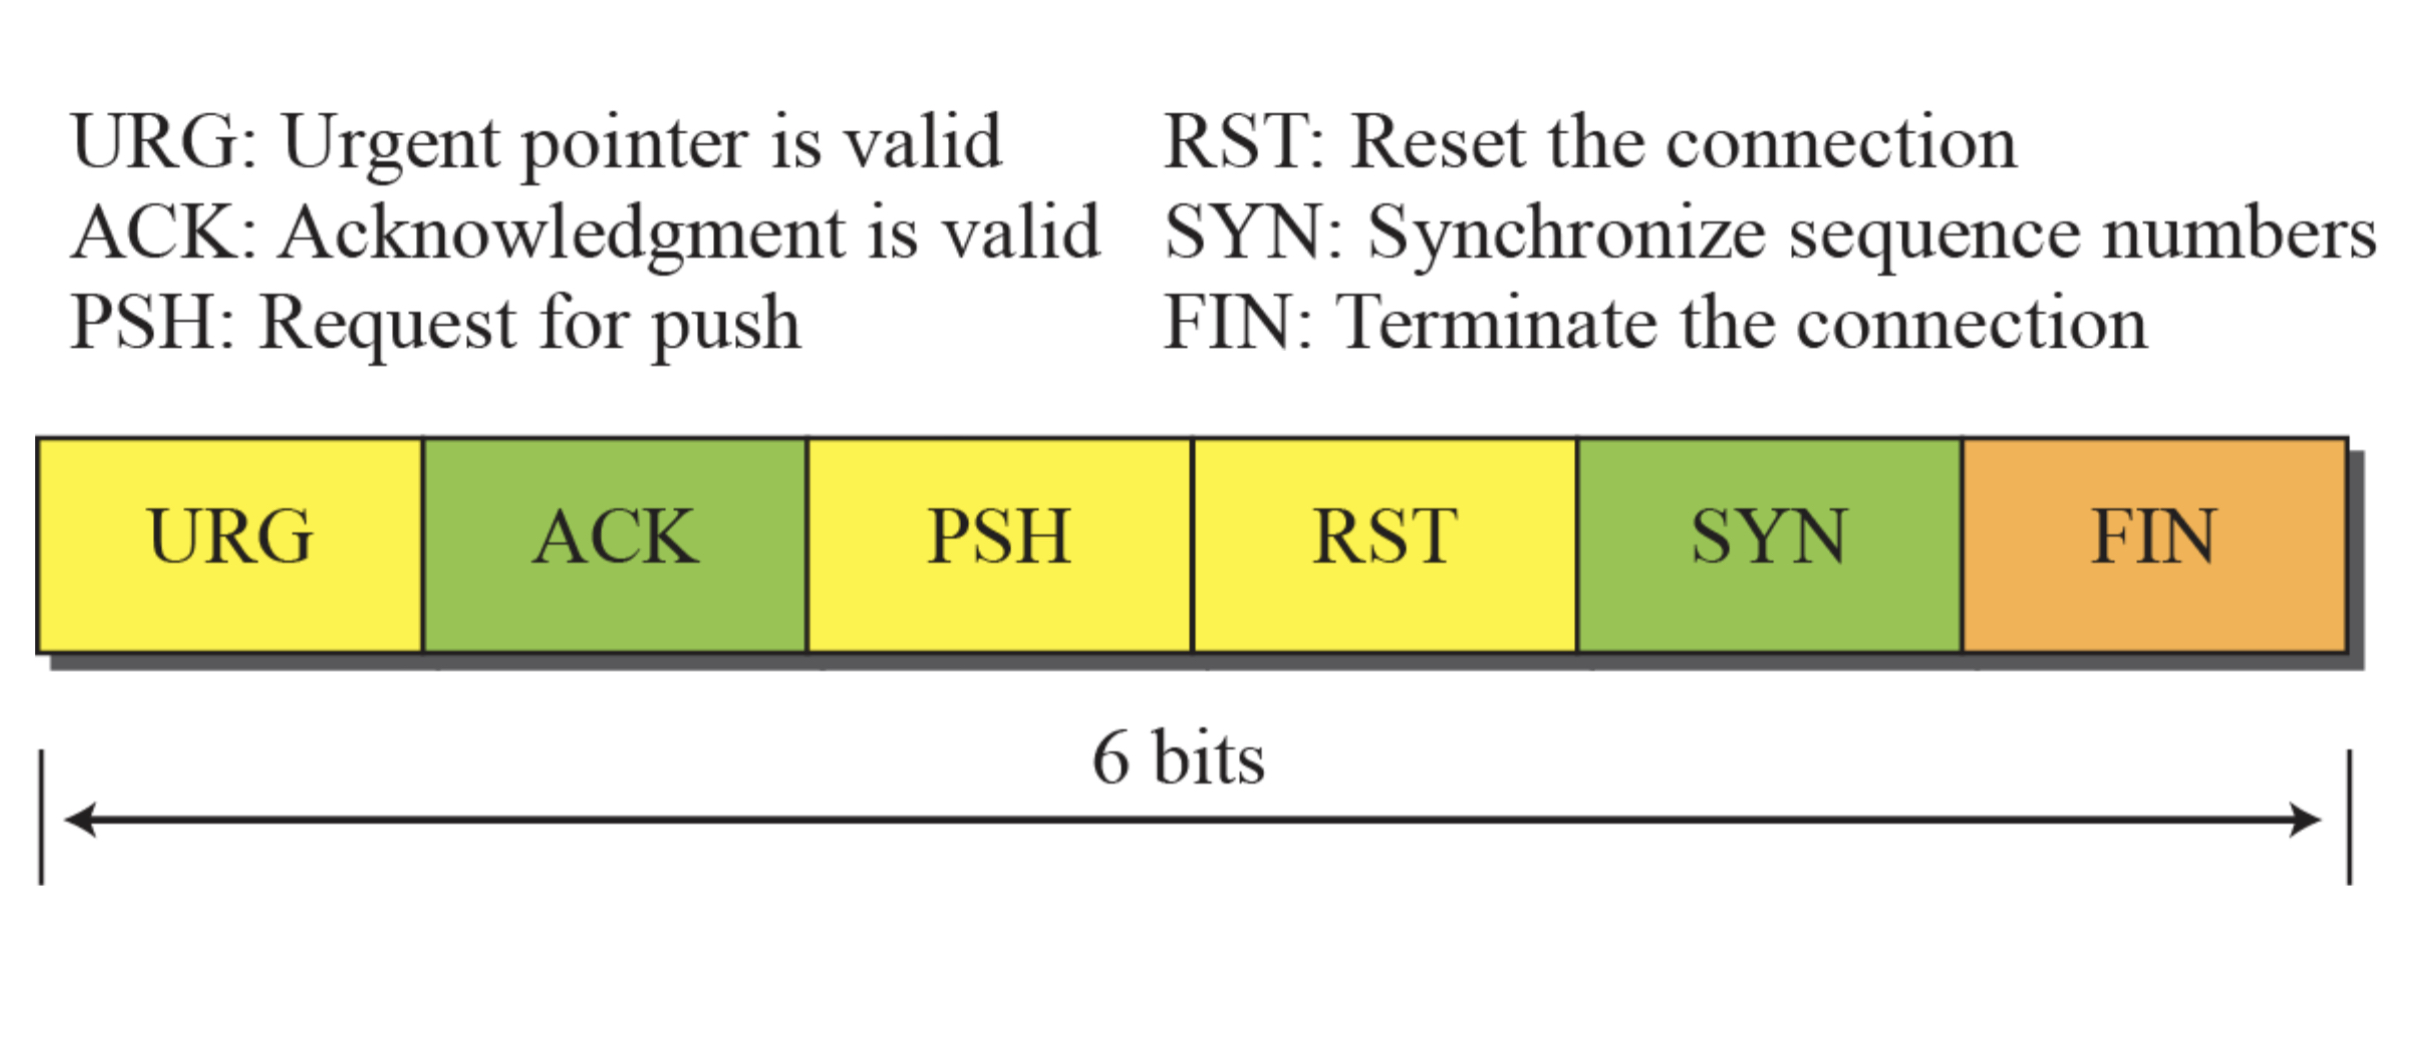 URG: Urgent pointer is valid
ACK: Acknowledgment is valid
PSH: Request for push
RST: Reset the connection
SYN: Synchronize sequence numbers
FIN: Terminate the connection
URG ACK PSH RST SYN FIN
6 bits